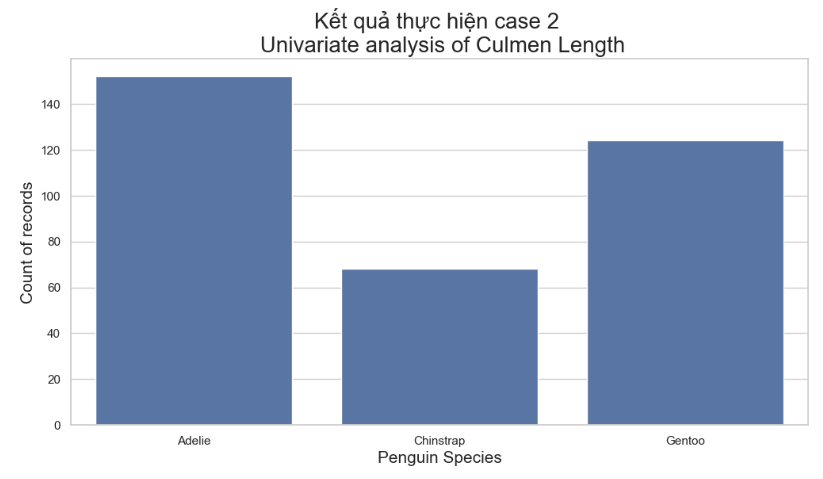 Kết quả thực hiện case 2
Univariate analysis of Culmen Length
140
120
100
80
60
40
20
0
Count of records
Adelie
Chinstrap
Gentoo
Penguin Species